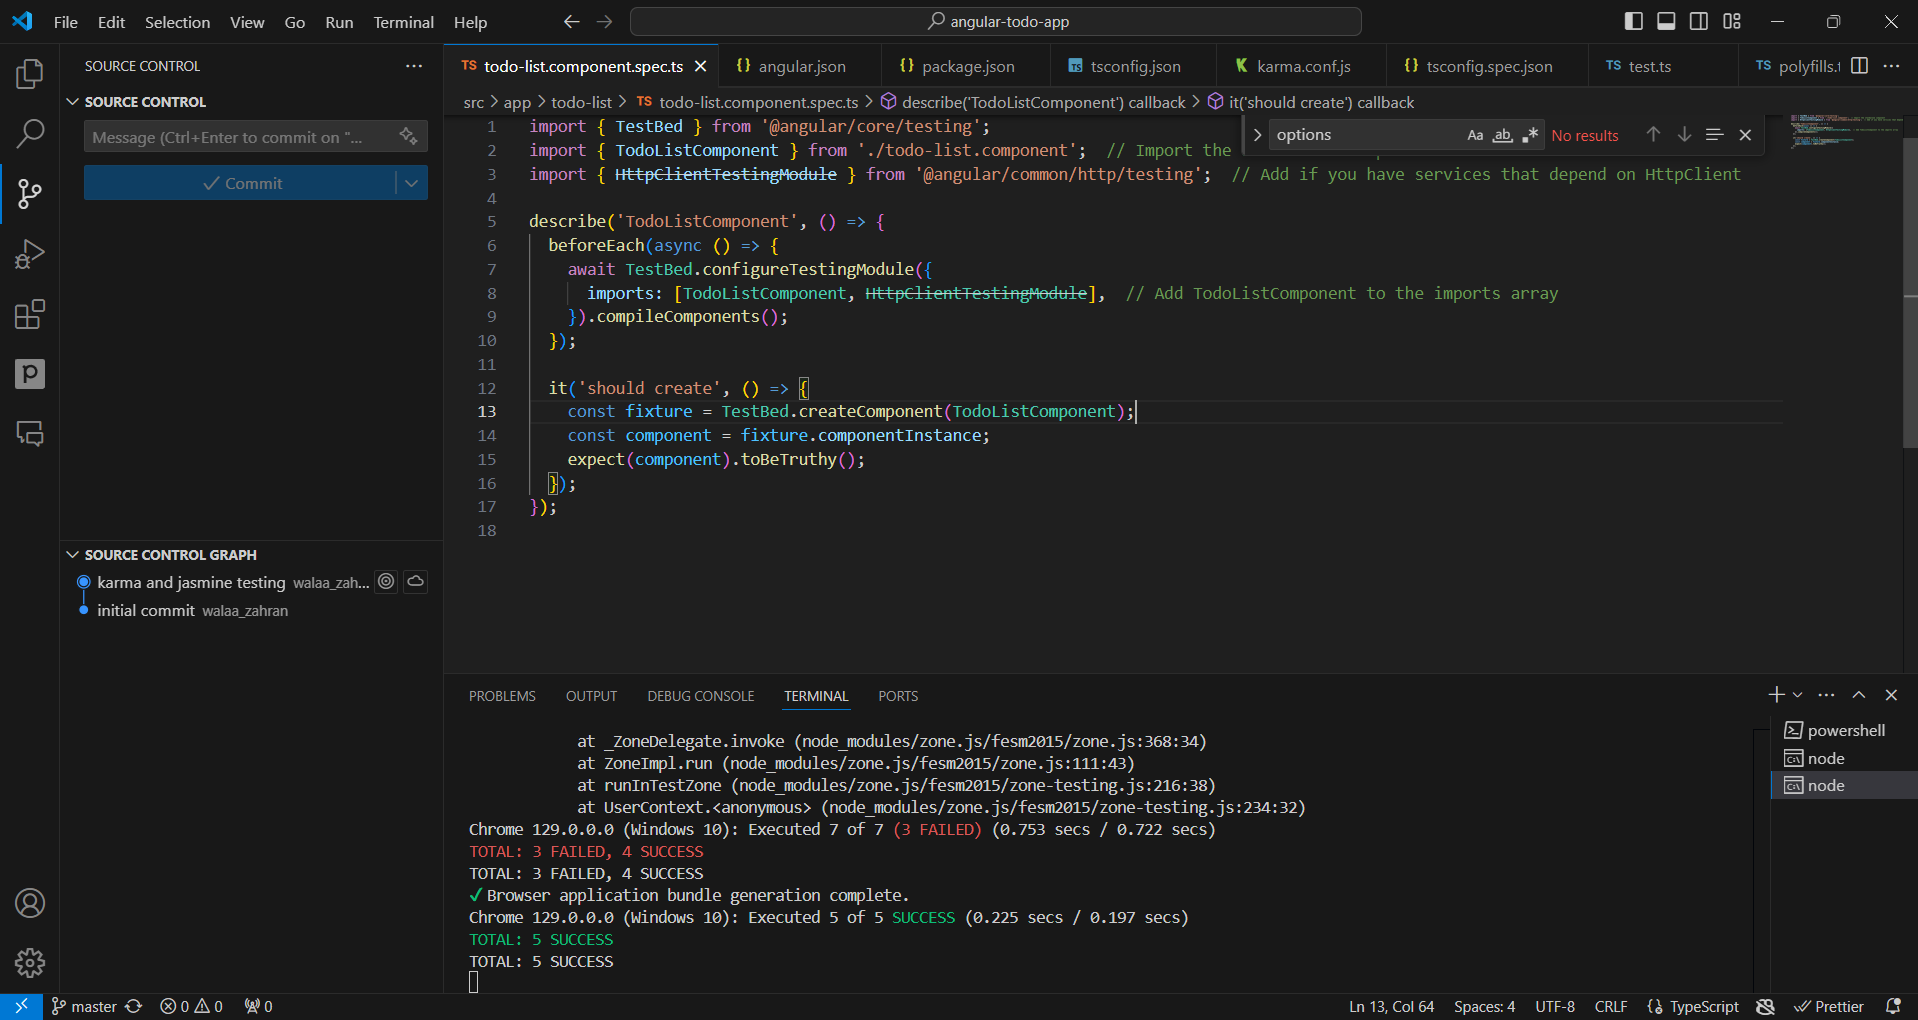 File Edit Selection View Go Run Terminal Help
angular-todo-app
SOURCE CONTROL
SOURCE CONTROL
Message (Ctrl+Enter to commit on "...
Commit
SOURCE CONTROL GRAPH
karma and jasmine testing walaa_zah...
initial commit walaa_zahran
TS todo-list.component.spec.ts
{} angular.json
{} package.json
TS tsconfig.json
karma.conf.js
{} tsconfig.spec.json
TS test.ts
TS polyfills.
src > app > todo-list > TS todo-list.component.spec.ts > describe('TodoListComponent') callback > it('should create') callback
options Aa ab .* No results
1 import { TestBed } from '@angular/core/testing';
2 import { TodoListComponent } from './todo-list.component'; // Import the
3 import { HttpClientTestingModule } from '@angular/common/http/testing'; // Add if you have services that depend on HttpClient
4
5 describe('TodoListComponent', () => {
6 beforeEach(async () => {
7 await TestBed.configureTestingModule({
8 imports: [TodoListComponent, HttpClientTestingModule], // Add TodoListComponent to the imports array
9 }).compileComponents();
10 });
11
12 it('should create', () => {
13 const fixture = TestBed.createComponent(TodoListComponent);
14 const component = fixture.componentInstance;
15 expect(component).toBeTruthy();
16 });
17 });
18
PROBLEMS OUTPUT DEBUG CONSOLE TERMINAL PORTS
at _ZoneDelegate.invoke (node_modules/zone.js/fesm2015/zone.js:368:34)
at ZoneImpl.run (node_modules/zone.js/fesm2015/zone.js:111:43)
at runInTestZone (node_modules/zone.js/fesm2015/zone-testing.js:216:38)
at UserContext.<anonymous> (node_modules/zone.js/fesm2015/zone-testing.js:234:32)
Chrome 129.0.0.0 (Windows 10): Executed 7 of 7 (3 FAILED) (0.753 secs / 0.722 secs)
TOTAL: 3 FAILED, 4 SUCCESS
TOTAL: 3 FAILED, 4 SUCCESS
✓ Browser application bundle generation complete.
Chrome 129.0.0.0 (Windows 10): Executed 5 of 5 SUCCESS (0.225 secs / 0.197 secs)
TOTAL: 5 SUCCESS
TOTAL: 5 SUCCESS
powershell
node
node
master 0 0 0
Ln 13, Col 64 Spaces: 4 UTF-8 CRLF {} TypeScript Prettier